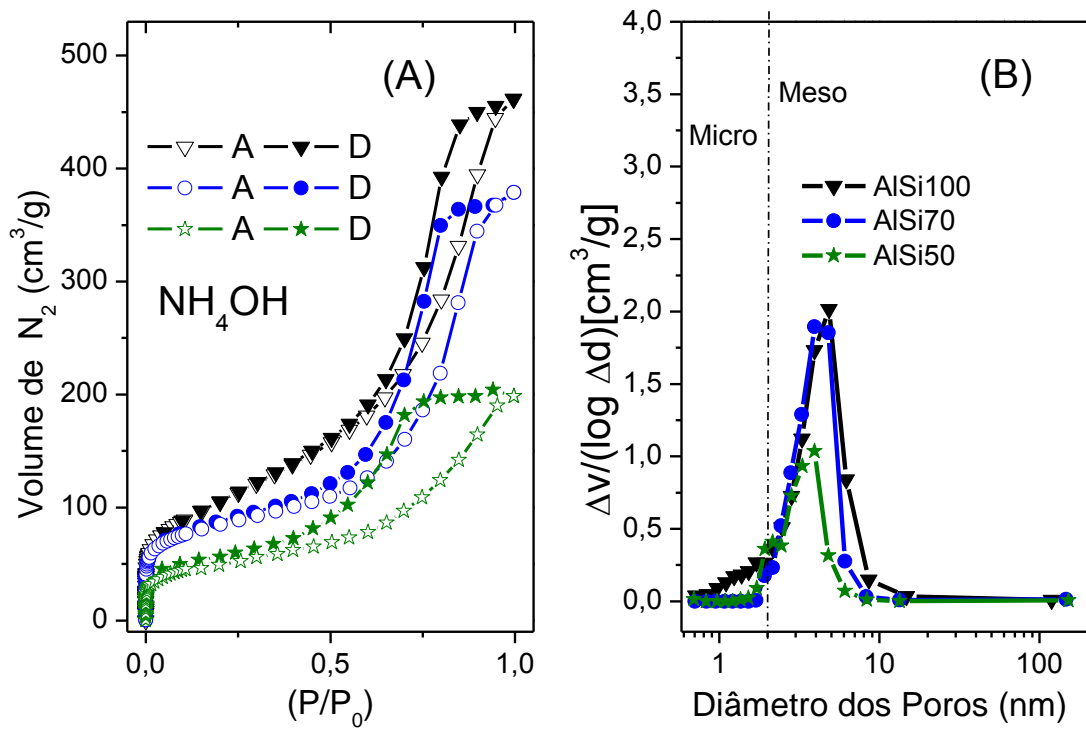 (A)
A D
A D
A D
NH₄OH
Volume de N₂ (cm³/g)
500
400
300
200
100
0
0,0 0,5 1,0
(P/P₀)
(B)
Micro
Meso
AlSi100
AlSi70
AlSi50
Δv/(log Δd)[cm³/g]
4,0
3,5
3,0
2,5
2,0
1,5
1,0
0,5
0,0
1 10 100
Diâmetro dos Poros (nm)